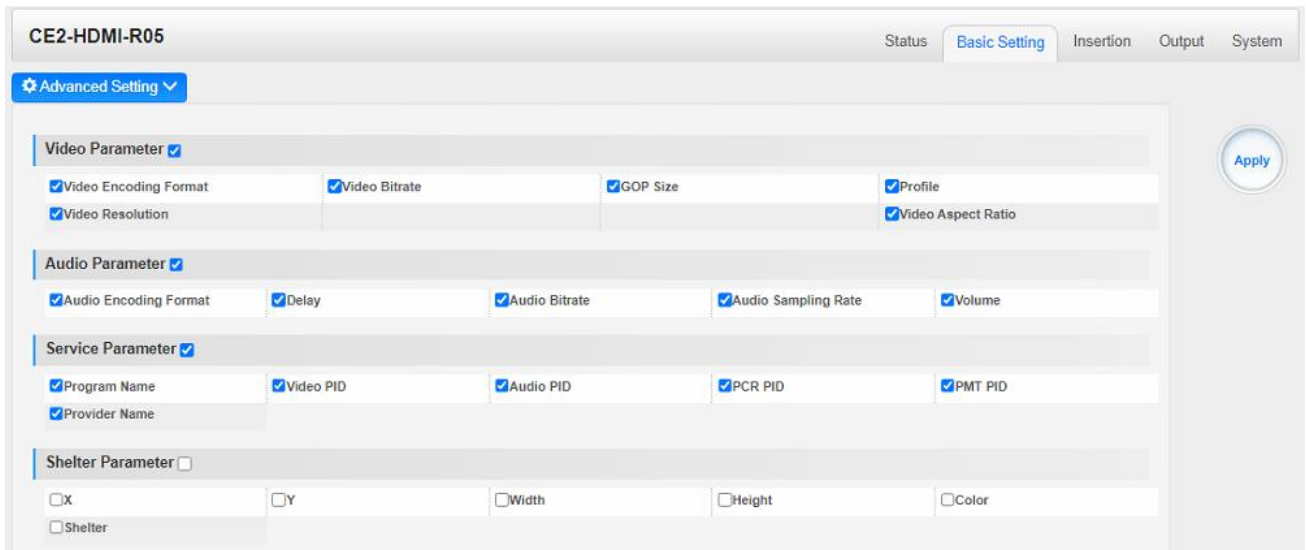 CE2-HDMI-R05
Status Basic Setting Insertion Output System
Advanced Setting
Video Parameter
Apply
Video Encoding Format Video Bitrate GOP Size Profile
Video Resolution Video Aspect Ratio
Audio Parameter
Audio Encoding Format Delay Audio Bitrate Audio Sampling Rate Volume
Service Parameter
Program Name Video PID Audio PID PCR PID PMT PID
Provider Name
Shelter Parameter
X Y Width Height Color
Shelter